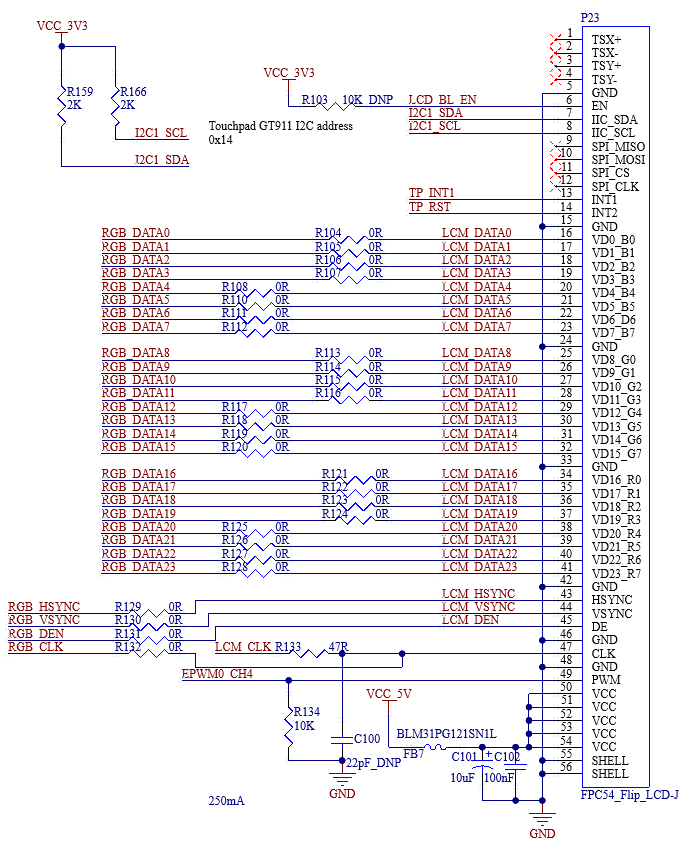 P23
VCC_3V3
R159
2K
R166
2K
I2C1_SCL
I2C1_SDA
VCC_3V3
R103 10K_DNP
LCD_BL_EN
I2C1_SDA
I2C1_SCL
Touchpad GT911 I2C address
0x14
TP_INT1
TP_RST
1 TSX+
2 TSX-
3 TSY+
4 TSY-
5 GND
6 EN
7 IIC_SDA
8 IIC_SCL
9 SPI_MISO
10 SPI_MOSI
11 SPI_CS
12 SPI_CLK
13 INT1
14 INT2
15 GND
RGB_DATA0 R104 0R LCM_DATA0 16 VD0_B0
RGB_DATA1 R105 0R LCM_DATA1 17 VD1_B1
RGB_DATA2 R106 0R LCM_DATA2 18 VD2_B2
RGB_DATA3 R107 0R LCM_DATA3 19 VD3_B3
RGB_DATA4 R108 0R LCM_DATA4 20 VD4_B4
RGB_DATA5 R110 0R LCM_DATA5 21 VD5_B5
RGB_DATA6 R111 0R LCM_DATA6 22 VD6_D6
RGB_DATA7 R112 0R LCM_DATA7 23 VD7_B7
24 GND
RGB_DATA8 R113 0R LCM_DATA8 25 VD8_G0
RGB_DATA9 R114 0R LCM_DATA9 26 VD9_G1
RGB_DATA10 R115 0R LCM_DATA10 27 VD10_G2
RGB_DATA11 R116 0R LCM_DATA11 28 VD11_G3
RGB_DATA12 R117 0R LCM_DATA12 29 VD12_G4
RGB_DATA13 R118 0R LCM_DATA13 30 VD13_G5
RGB_DATA14 R119 0R LCM_DATA14 31 VD14_G6
RGB_DATA15 R120 0R LCM_DATA15 32 VD15_G7
33 GND
RGB_DATA16 R121 0R LCM_DATA16 34 VD16_R0
RGB_DATA17 R122 0R LCM_DATA17 35 VD17_R1
RGB_DATA18 R123 0R LCM_DATA18 36 VD18_R2
RGB_DATA19 R124 0R LCM_DATA19 37 VD19_R3
RGB_DATA20 R125 0R LCM_DATA20 38 VD20_R4
RGB_DATA21 R126 0R LCM_DATA21 39 VD21_R5
RGB_DATA22 R127 0R LCM_DATA22 40 VD22_R6
RGB_DATA23 R128 0R LCM_DATA23 41 VD23_R7
42 GND
RGB_HSYNC R129 0R LCM_HSYNC 43 HSYNC
RGB_VSYNC R130 0R LCM_VSYNC 44 VSYNC
RGB_DEN R131 0R LCM_DEN 45 DE
46 GND
RGB_CLK R132 0R LCM_CLK R133 47R 47 CLK
48 GND
EPWM0_CH4 49 PWM
50 VCC
51 VCC
52 VCC
53 VCC
54 VCC
55 SHELL
56 SHELL
R134
10K
C100
22pF_DNP
GND
VCC_5V
BLM31PG121SN1L
FB7
C101 +
10uF
C102
100nF
GND
FPC54_Flip_LCD-J
250mA